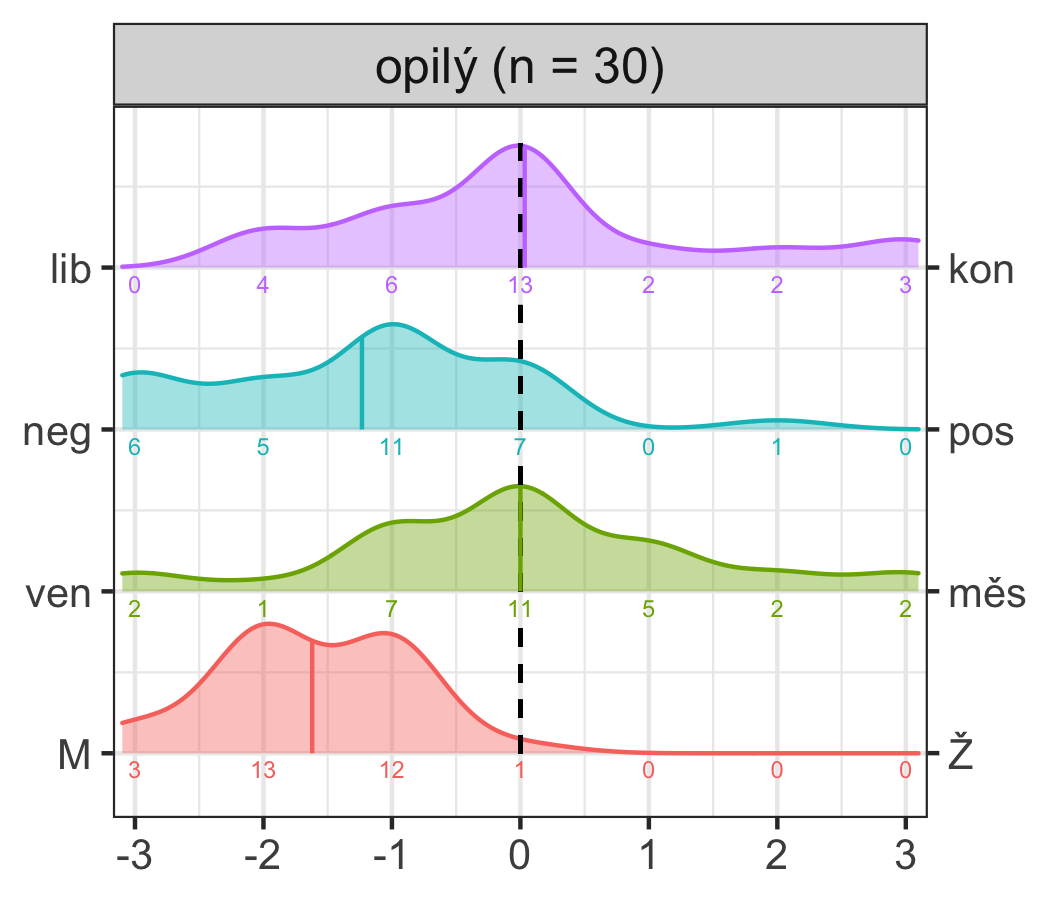 opilý (n = 30)
lib kon
0 4 6 13 2 2 3
neg pos
6 5 11 7 0 1 0
ven měs
2 1 7 11 5 2 2
M Ž
3 13 12 1 0 0 0
-3 -2 -1 0 1 2 3